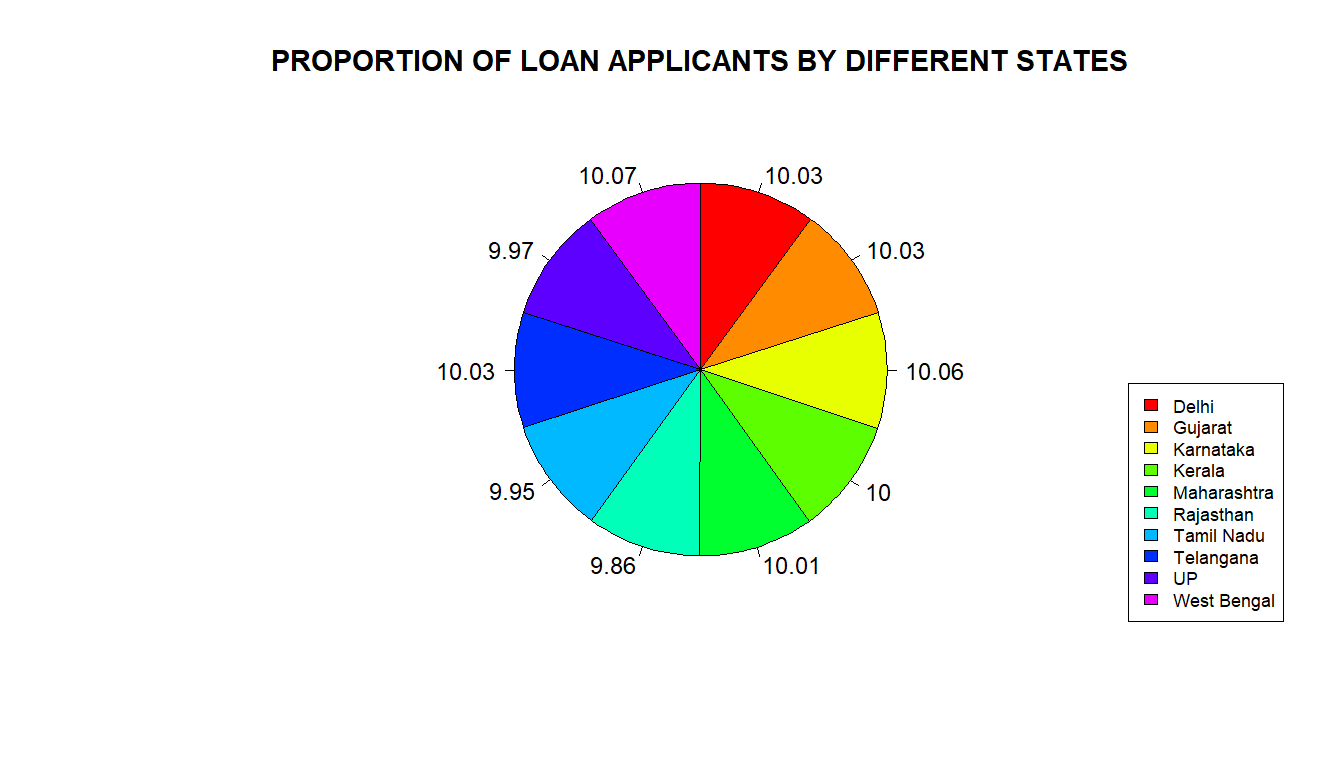 PROPORTION OF LOAN APPLICANTS BY DIFFERENT STATES
10.07
10.03
9.97
10.03
10.03
10.06
9.95
10
9.86
10.01
Delhi
Gujarat
Karnataka
Kerala
Maharashtra
Rajasthan
Tamil Nadu
Telangana
UP
West Bengal